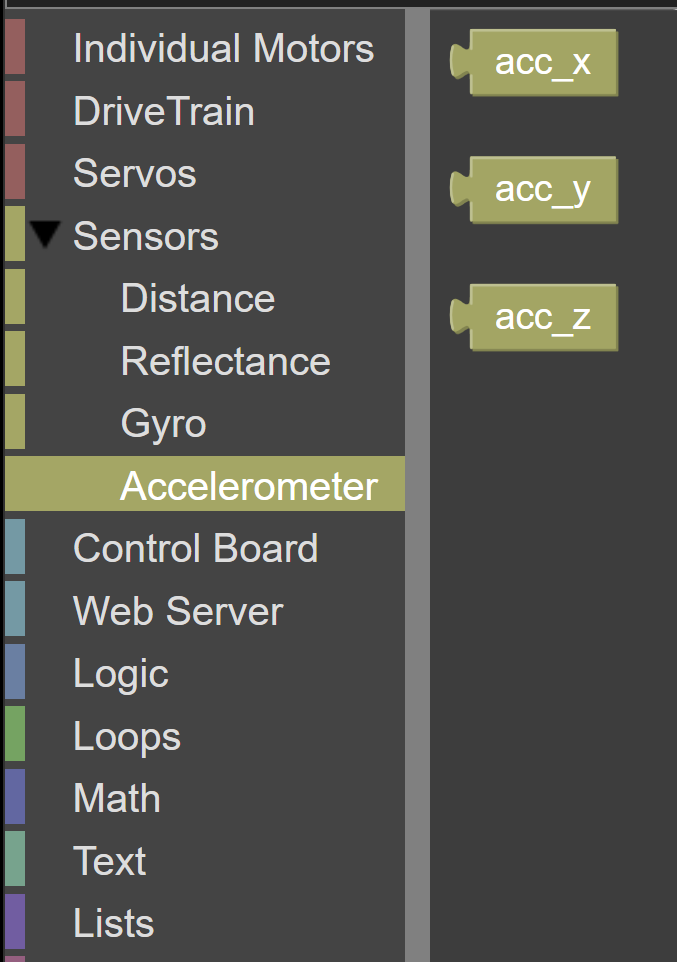 Individual Motors
DriveTrain
Servos
Sensors
Distance
Reflectance
Gyro
Accelerometer
Control Board
Web Server
Logic
Loops
Math
Text
Lists
acc_x
acc_y
acc_z